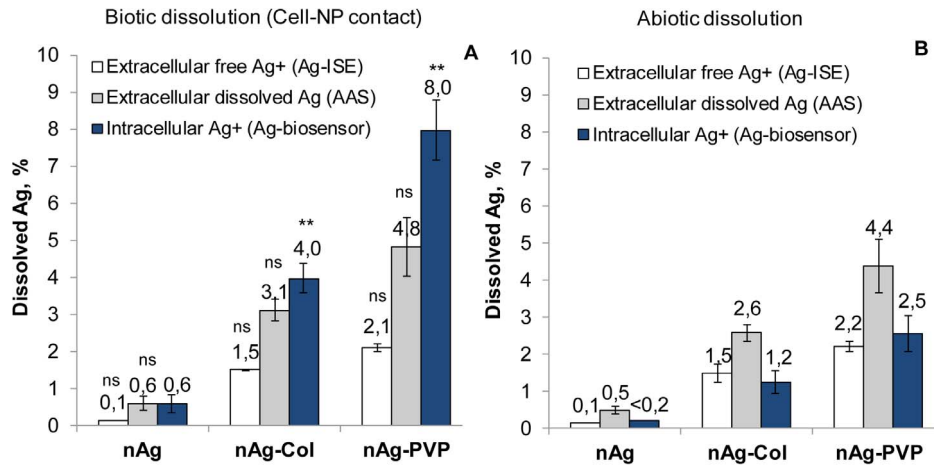 Biotic dissolution (Cell-NP contact)
A
Extracellular free Ag+ (Ag-ISE)
Extracellular dissolved Ag (AAS)
Intracellular Ag+ (Ag-biosensor)
Dissolved Ag, %
10
9
8
7
6
5
4
3
2
1
0
ns
0,1
ns
0,6
0,6
ns
1,5
ns
3,1
**
4,0
ns
2,1
ns
4,8
**
8,0
nAg
nAg-Col
nAg-PVP
Abiotic dissolution
B
Extracellular free Ag+ (Ag-ISE)
Extracellular dissolved Ag (AAS)
Intracellular Ag+ (Ag-biosensor)
Dissolved Ag, %
10
9
8
7
6
5
4
3
2
1
0
0,1
0,5
<0,2
1,5
2,6
1,2
2,2
4,4
2,5
nAg
nAg-Col
nAg-PVP